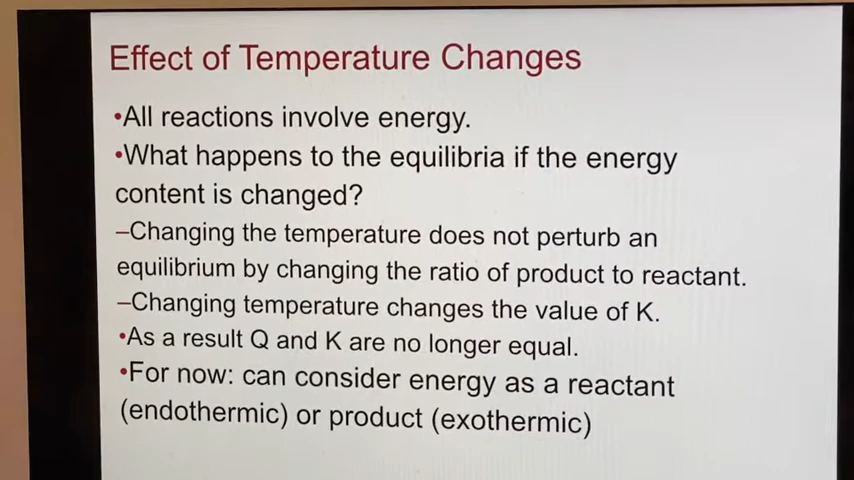 Effect of Temperature Changes
•All reactions involve energy.
•What happens to the equilibria if the energy
content is changed?
–Changing the temperature does not perturb an
equilibrium by changing the ratio of product to reactant.
–Changing temperature changes the value of K.
•As a result Q and K are no longer equal.
•For now: can consider energy as a reactant
(endothermic) or product (exothermic)